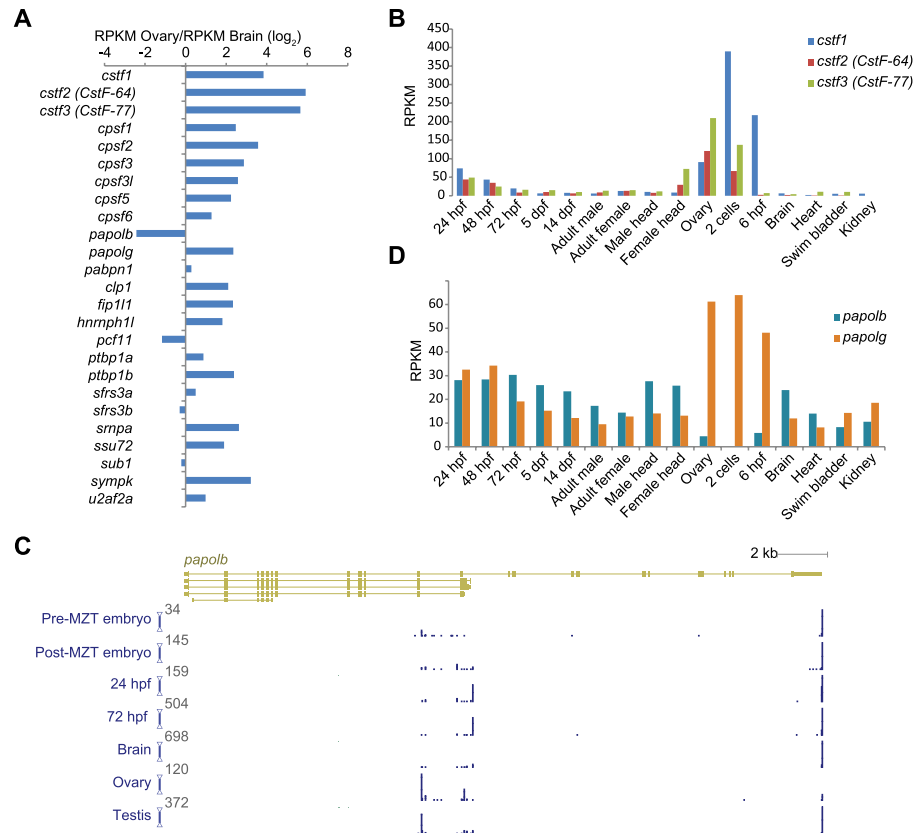 A
RPKM Ovary/RPKM Brain (log2)
-4 -2 0 2 4 6 8
cstf1
cstf2 (CstF-64)
cstf3 (CstF-77)
cpsf1
cpsf2
cpsf3
cpsf3l
cpsf5
cpsf6
papolb
papolg
pabpn1
clp1
fip1l1
hnrnph1l
pcf11
ptbp1a
ptbp1b
sfrs3a
sfrs3b
srnpa
ssu72
sub1
sympk
u2af2a
B
RPKM
450
400
350
300
250
200
150
100
50
0
cstf1
cstf2 (CstF-64)
cstf3 (CstF-77)
24 hpf
48 hpf
72 hpf
5 dpf
14 dpf
Adult male
Adult female
Male head
Female head
Ovary
2 cells
6 hpf
Brain
Heart
Swim bladder
Kidney
D
RPKM
60
50
40
30
20
10
0
papolb
papolg
24 hpf
48 hpf
72 hpf
5 dpf
14 dpf
Adult male
Adult female
Male head
Female head
Ovary
2 cells
6 hpf
Brain
Heart
Swim bladder
Kidney
C
papolb
2 kb
34
Pre-MZT embryo
145
Post-MZT embryo
159
24 hpf
504
72 hpf
698
Brain
120
Ovary
372
Testis